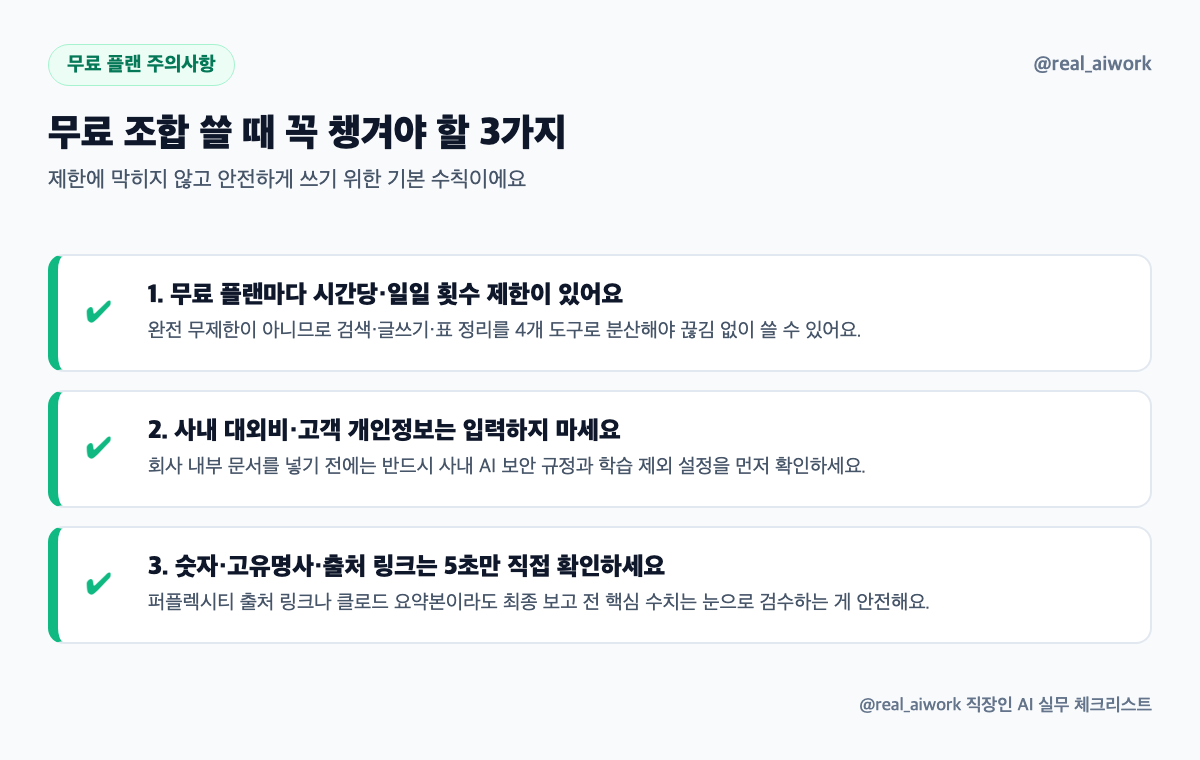 무료 플랜 주의사항
@real_aiwork
무료 조합 쓸 때 꼭 챙겨야 할 3가지
제한에 막히지 않고 안전하게 쓰기 위한 기본 수칙이에요
✔
1. 무료 플랜마다 시간당·일일 횟수 제한이 있어요
완전 무제한이 아니므로 검색·글쓰기·표 정리를 4개 도구로 분산해야 끊김 없이 쓸 수 있어요.
✔
2. 사내 대외비·고객 개인정보는 입력하지 마세요
회사 내부 문서를 넣기 전에는 반드시 사내 AI 보안 규정과 학습 제외 설정을 먼저 확인하세요.
✔
3. 숫자·고유명사·출처 링크는 5초만 직접 확인하세요
퍼플렉시티 출처 링크나 클로드 요약본이라도 최종 보고 전 핵심 수치는 눈으로 검수하는 게 안전해요.
@real_aiwork 직장인 AI 실무 체크리스트